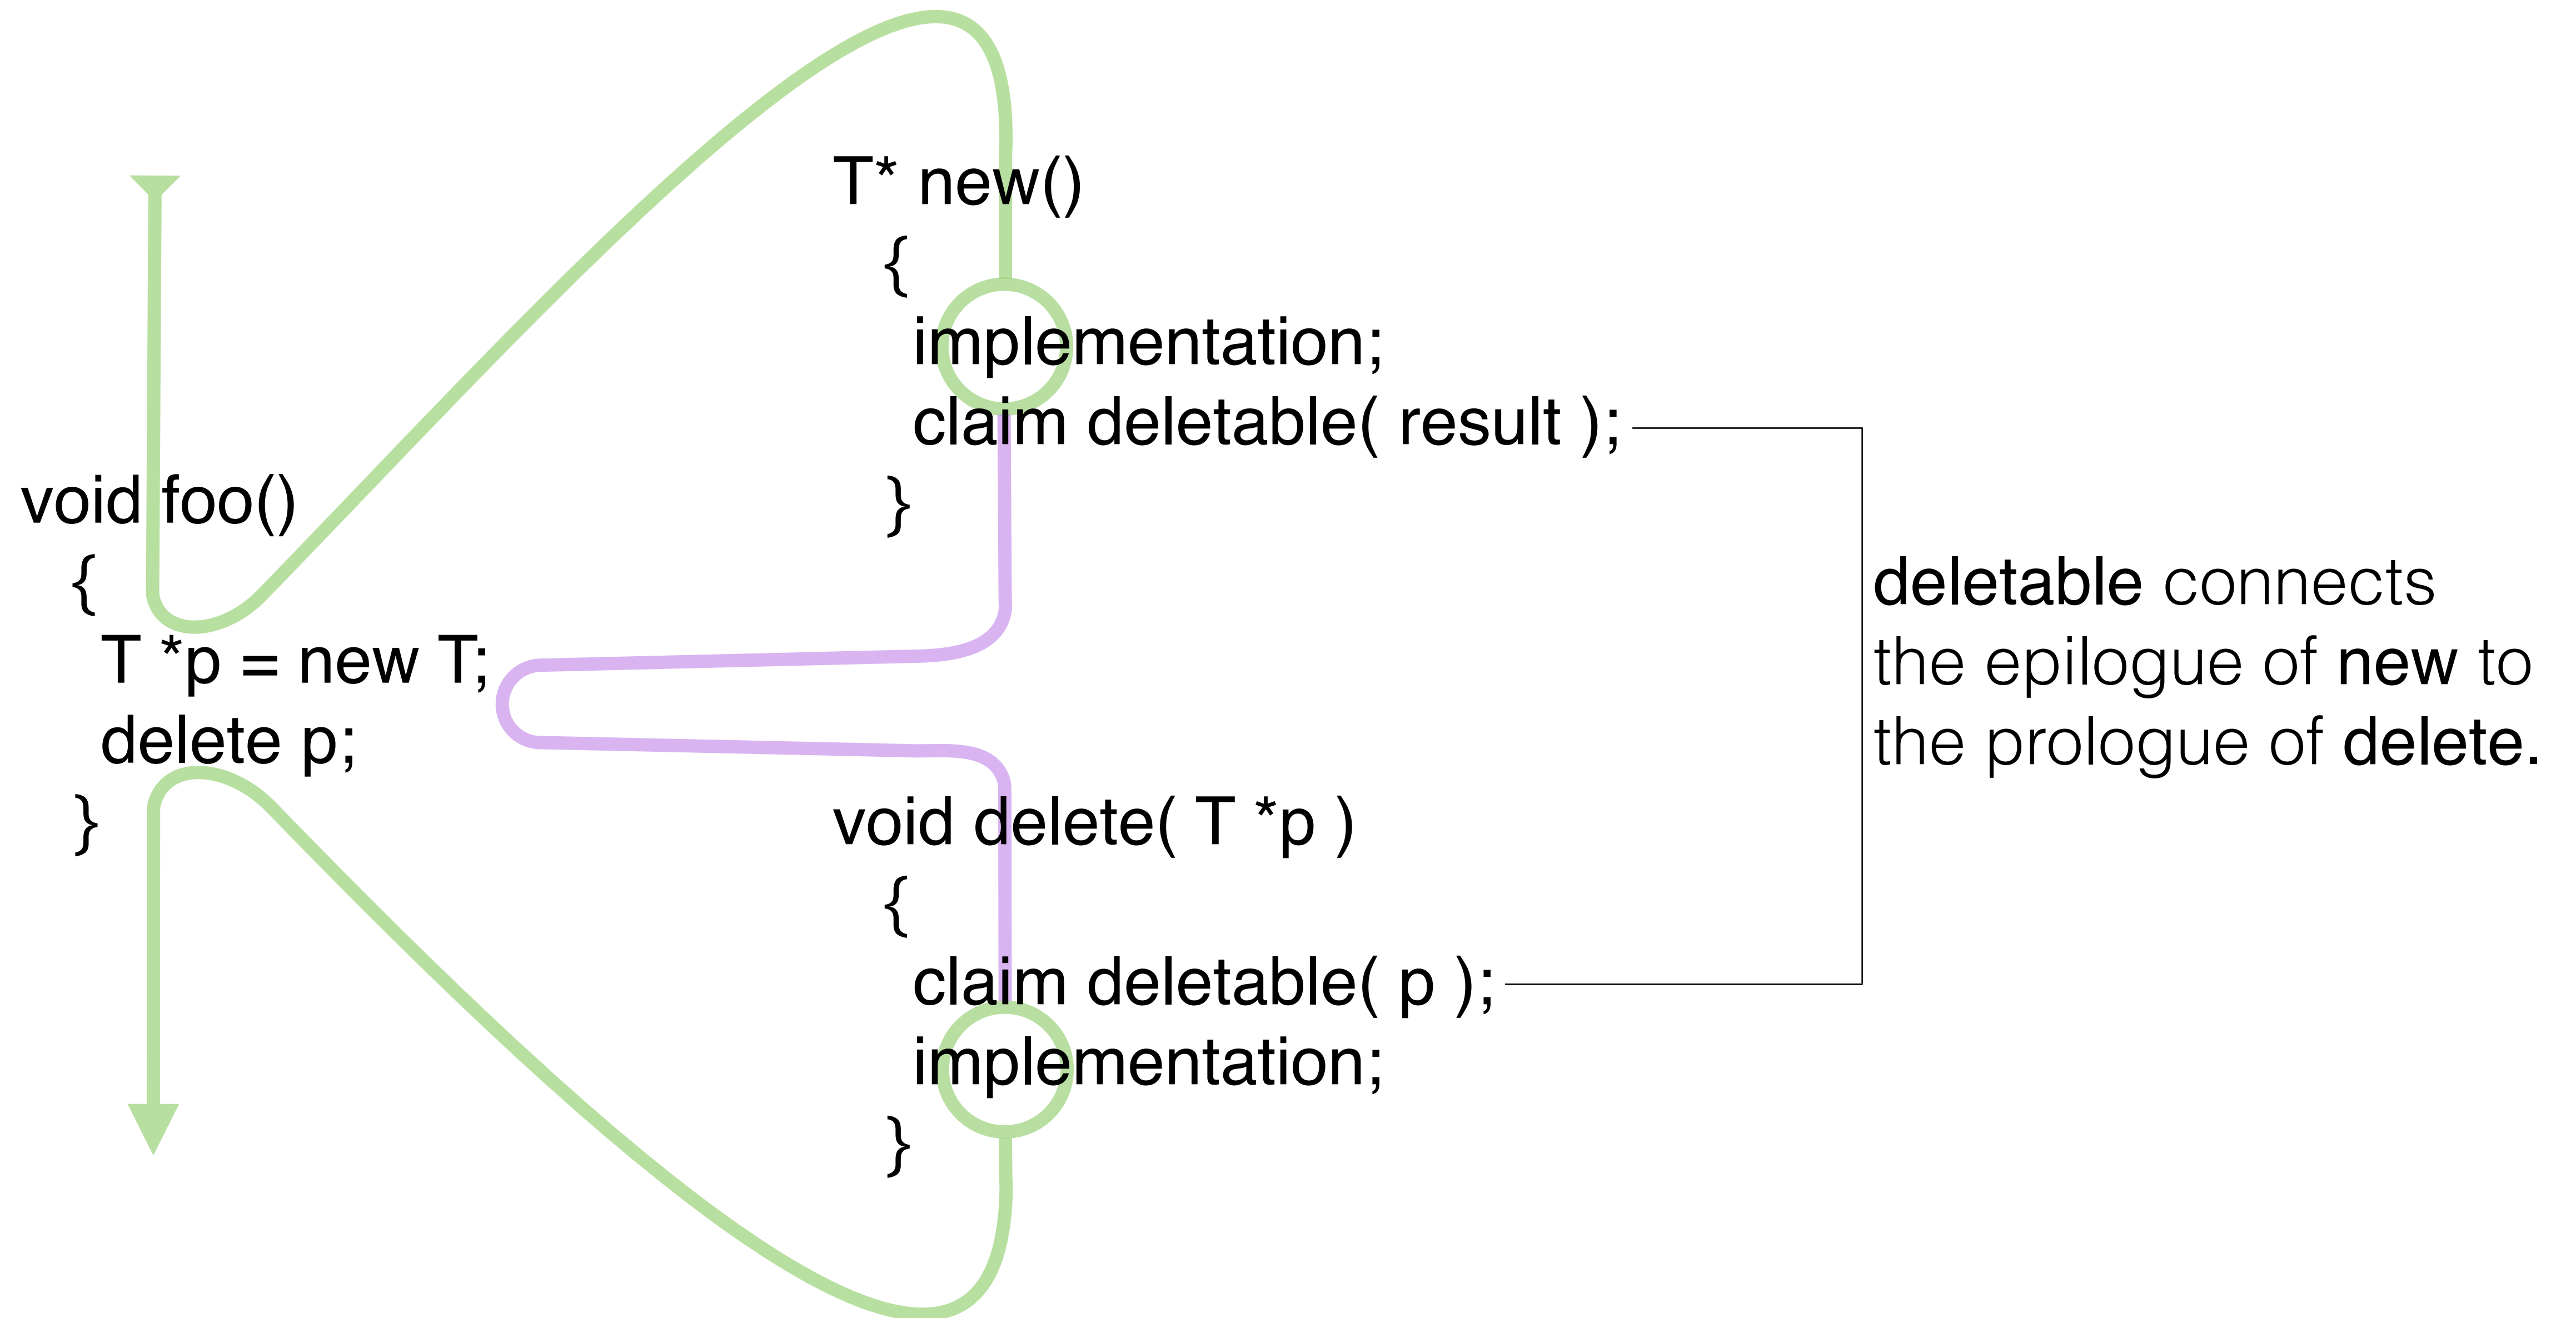 void foo()
{
T *p = new T;
delete p;
}
T* new()
{
implementation;
claim deletable( result );
}
void delete( T *p )
{
claim deletable( p );
implementation;
}
deletable connects
the epilogue of new to
the prologue of delete.